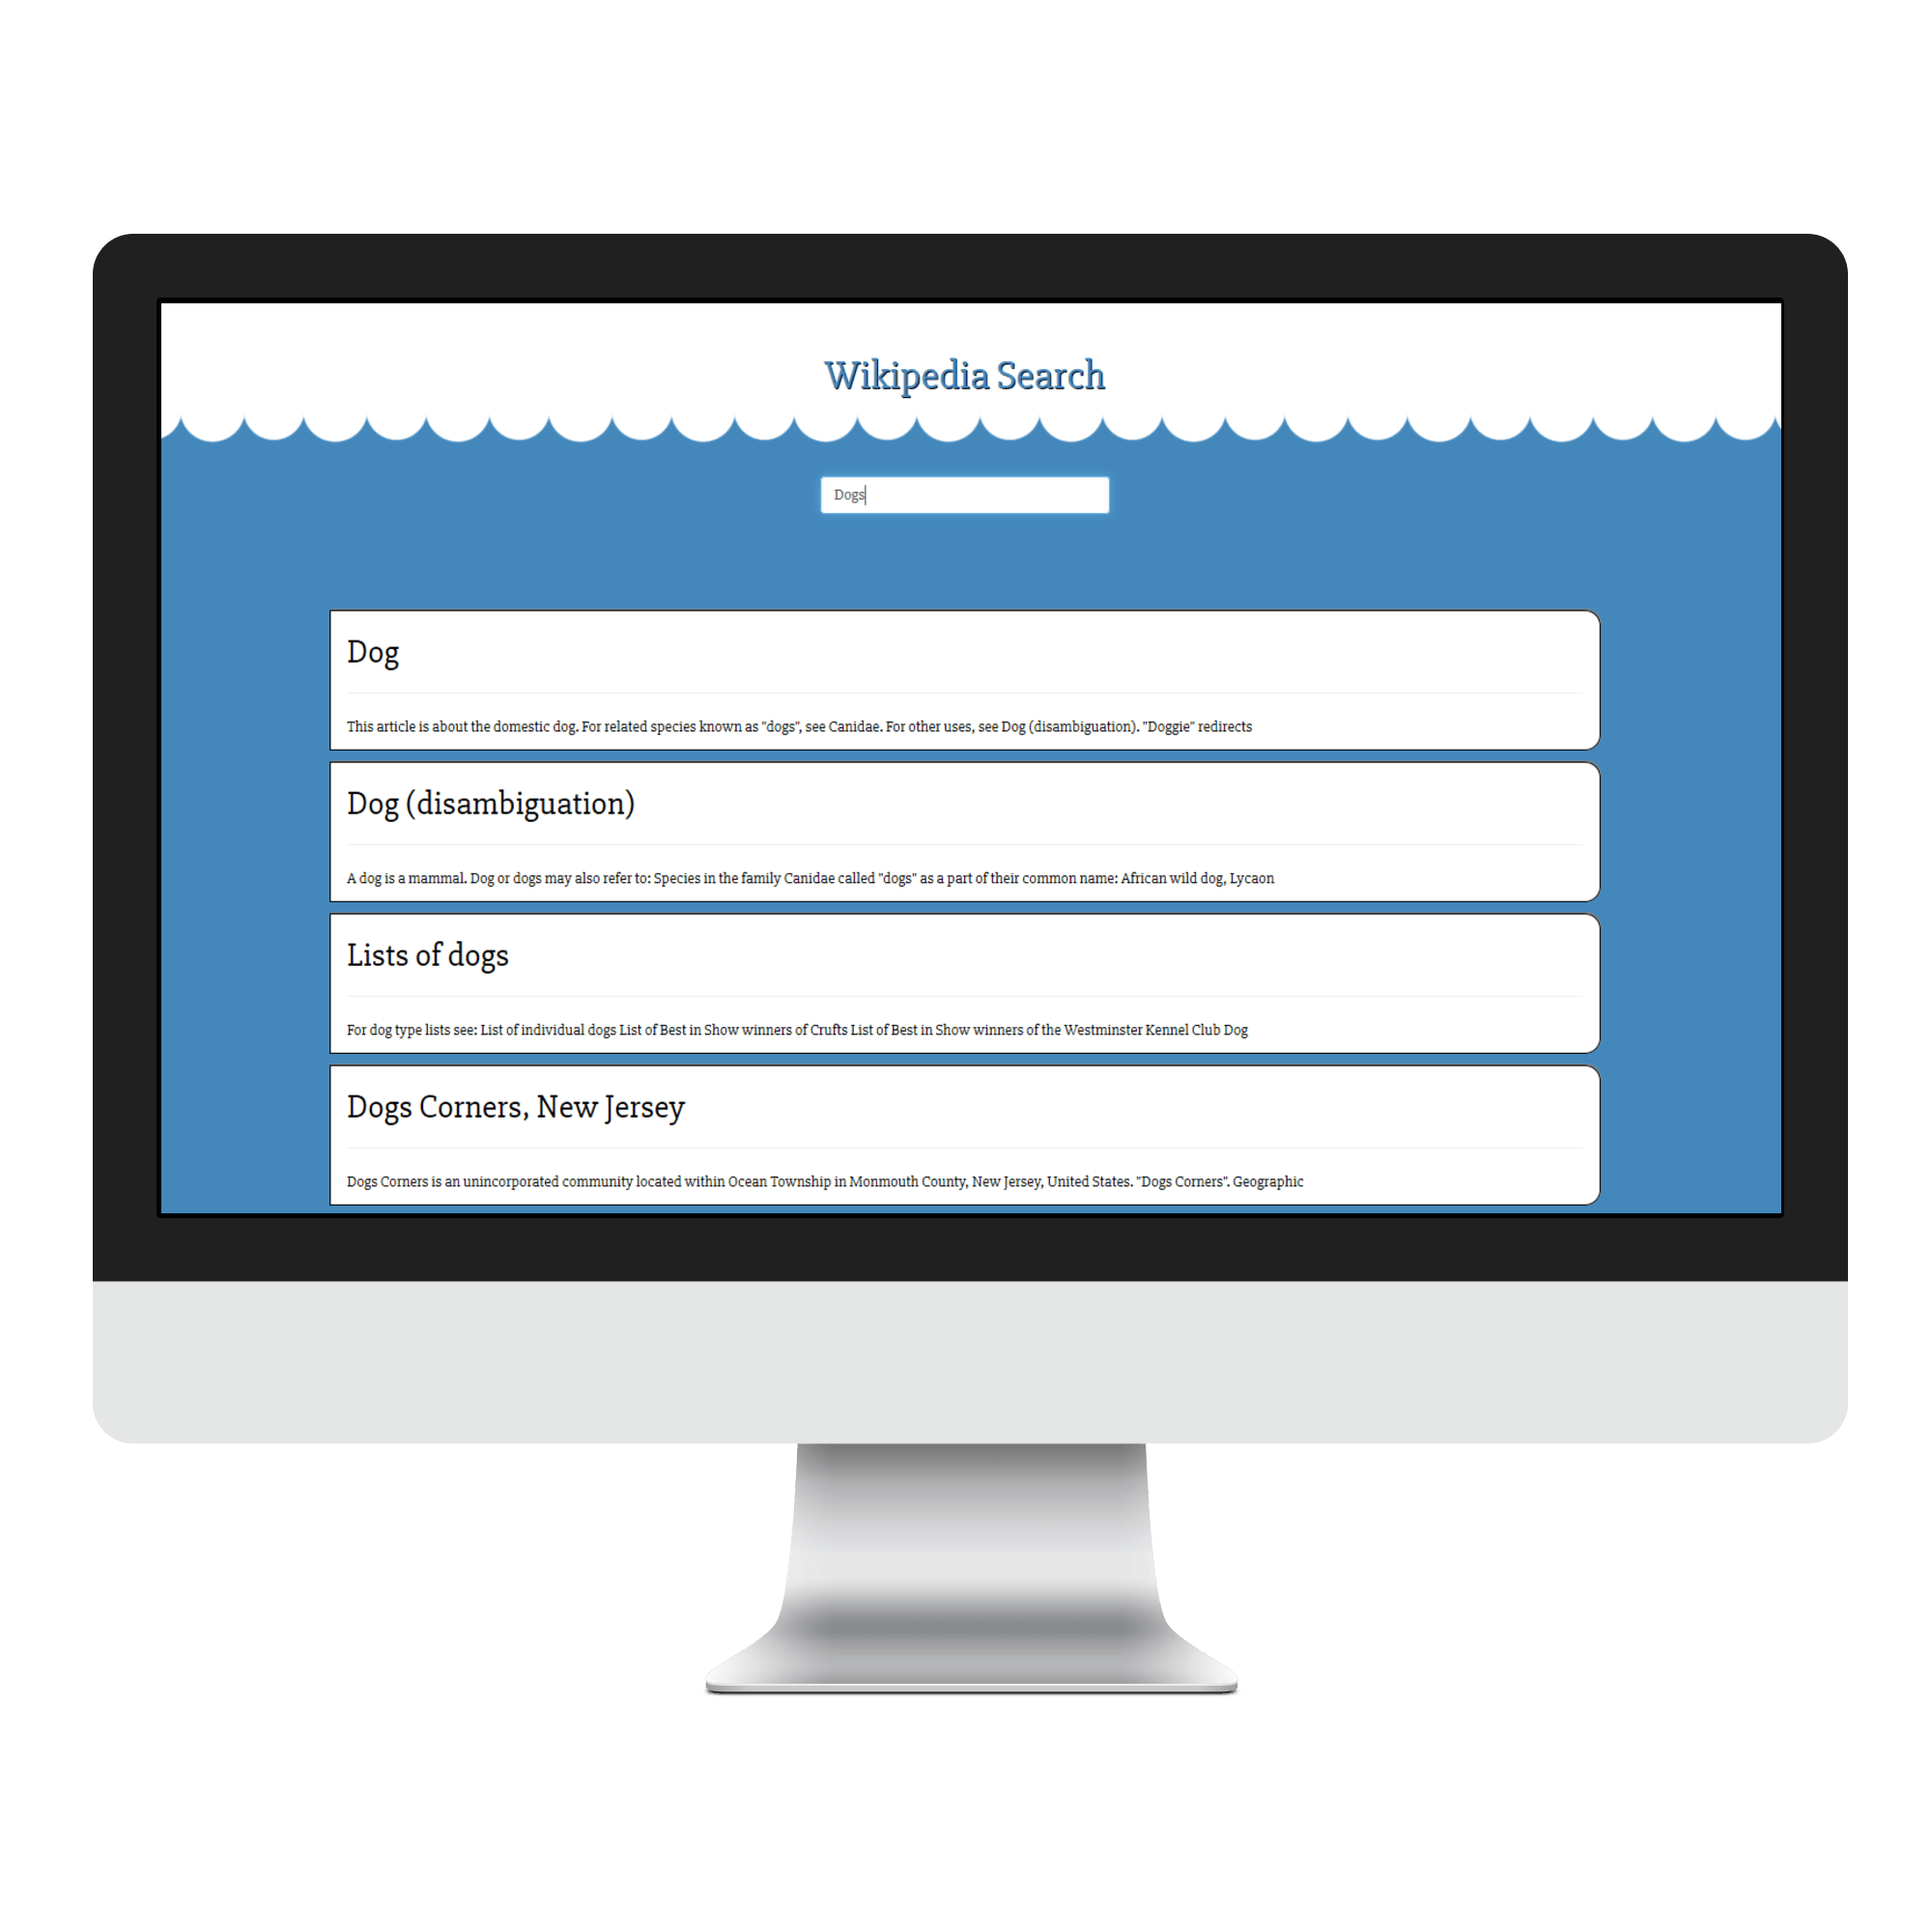 Wikipedia Search
Dogs
Dog
This article is about the domestic dog. For related species known as "dogs", see Canidae. For other uses, see Dog (disambiguation). "Doggie" redirects
Dog (disambiguation)
A dog is a mammal. Dog or dogs may also refer to: Species in the family Canidae called "dogs" as a part of their common name: African wild dog, Lycaon
Lists of dogs
For dog type lists see: List of individual dogs List of Best in Show winners of Crufts List of Best in Show winners of the Westminster Kennel Club Dog
Dogs Corners, New Jersey
Dogs Corners is an unincorporated community located within Ocean Township in Monmouth County, New Jersey, United States. "Dogs Corners". Geographic